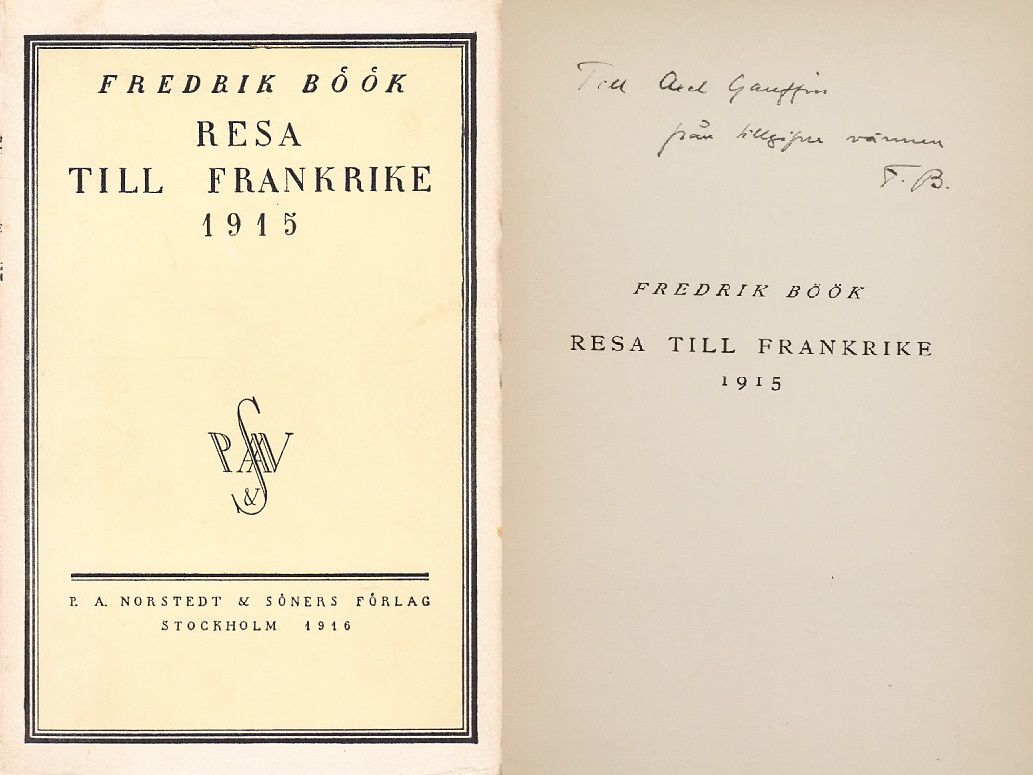 FREDRIK BÖÖK
RESA
TILL FRANKRIKE
1915
P. A. NORSTEDT & SÖNERS FÖRLAG
STOCKHOLM 1916
Till Axel Gauffin
från tillgifne vännen
F. B.
FREDRIK BÖÖK
RESA TILL FRANKRIKE
1915